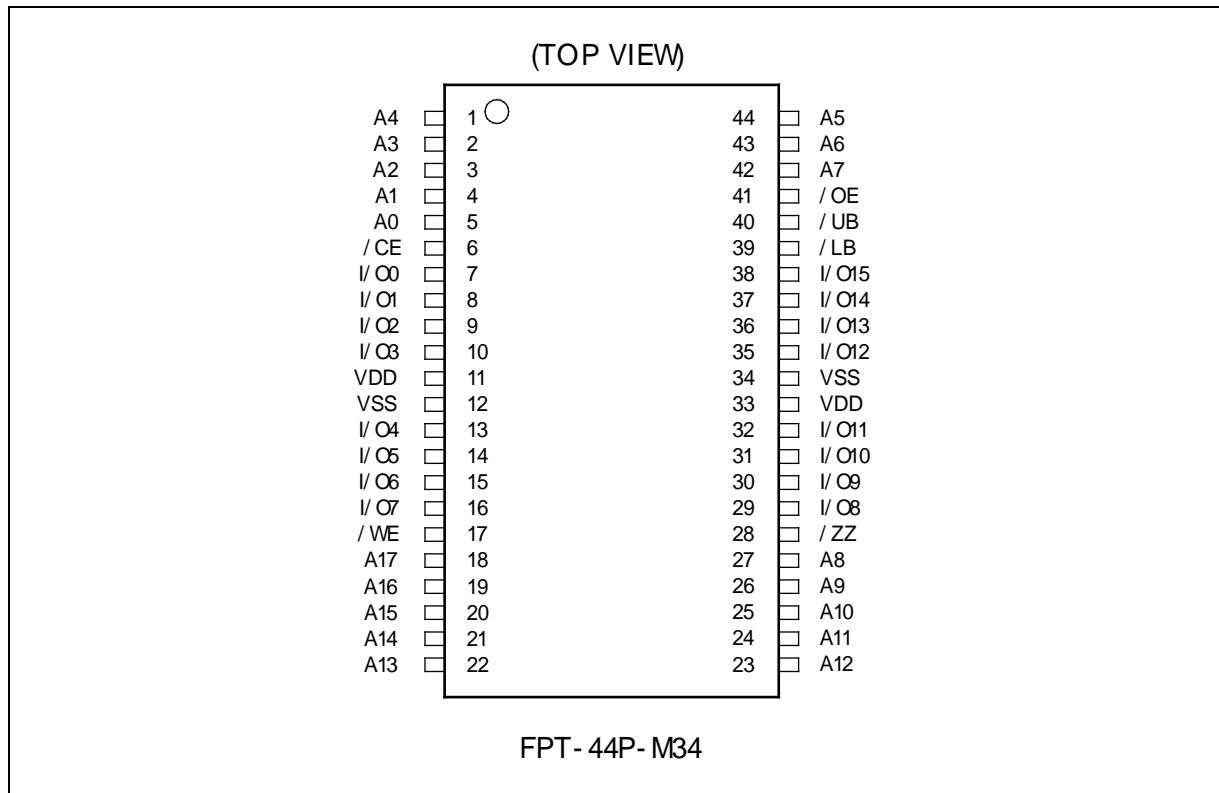 (TOP VIEW)
A4 1 44 A5
A3 2 43 A6
A2 3 42 A7
A1 4 41 /OE
A0 5 40 /UB
/CE 6 39 /LB
I/O0 7 38 I/O15
I/O1 8 37 I/O14
I/O2 9 36 I/O13
I/O3 10 35 I/O12
VDD 11 34 VSS
VSS 12 33 VDD
I/O4 13 32 I/O11
I/O5 14 31 I/O10
I/O6 15 30 I/O9
I/O7 16 29 I/O8
/WE 17 28 /ZZ
A17 18 27 A8
A16 19 26 A9
A15 20 25 A10
A14 21 24 A11
A13 22 23 A12
FPT-44P-M34